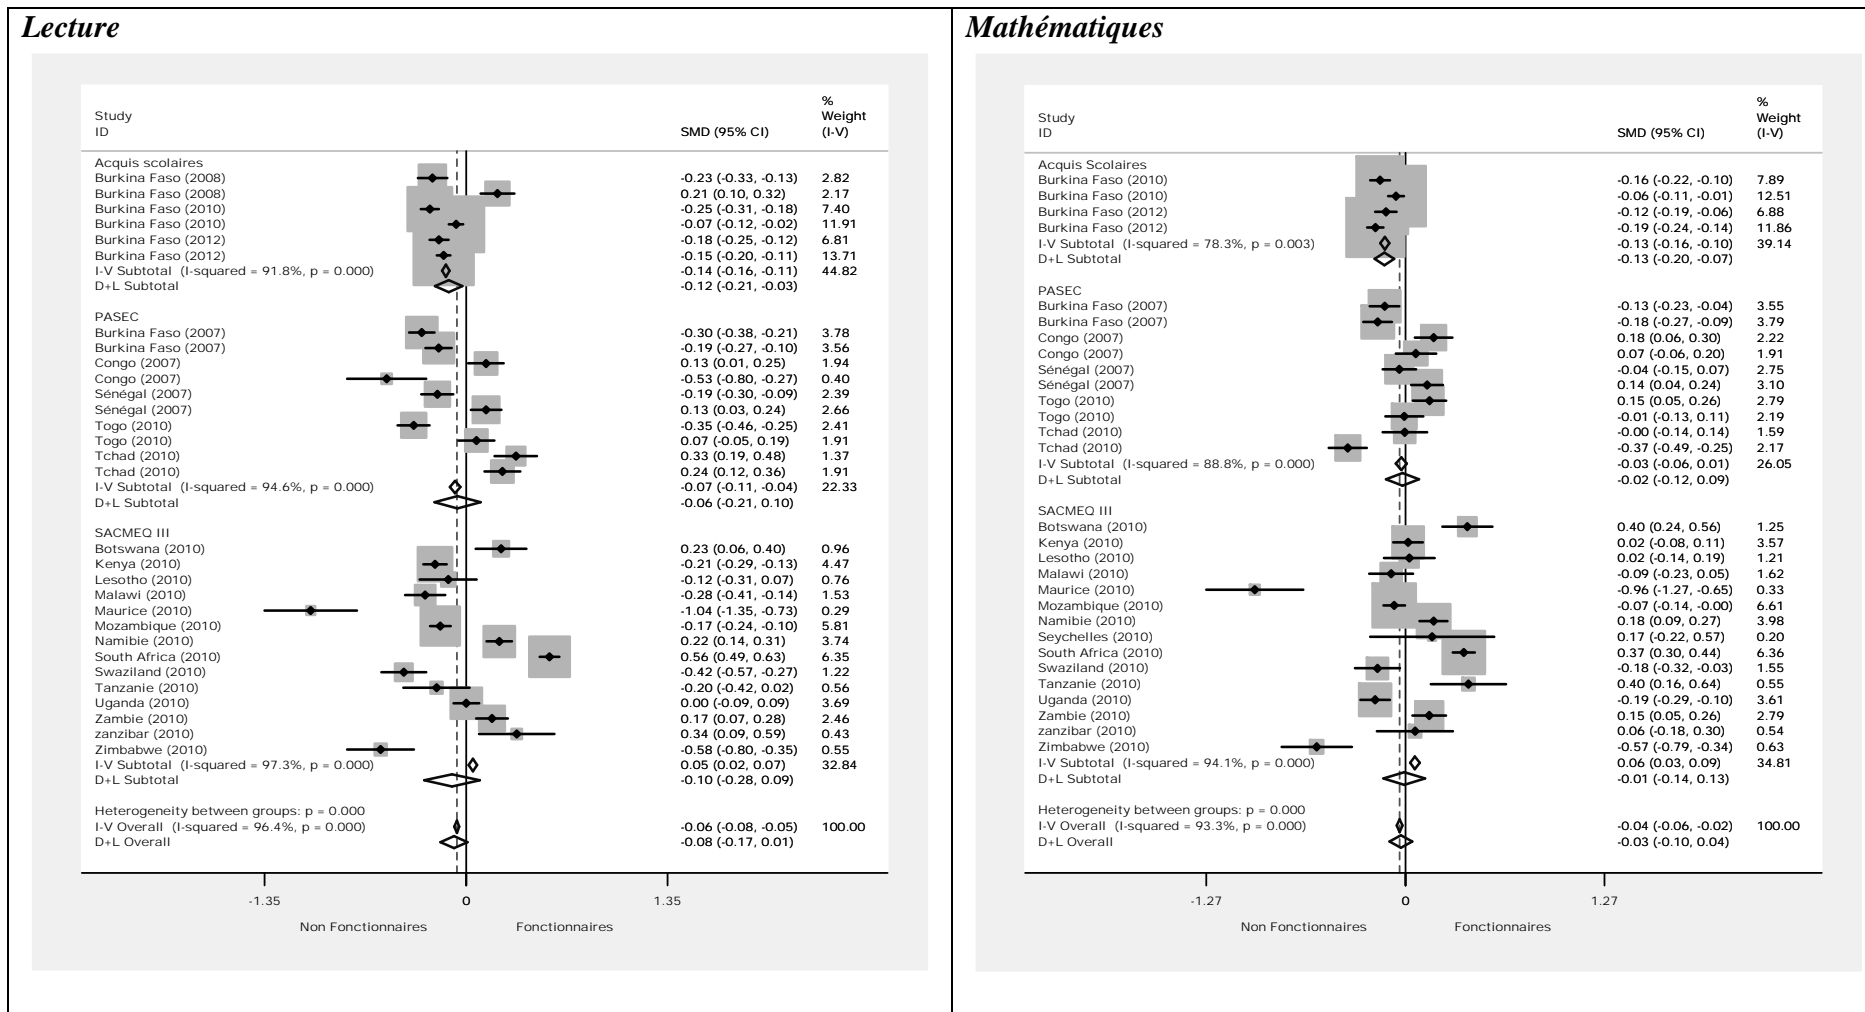 Lecture
Study
ID
SMD (95% CI)
%
Weight
(I-V)
Acquis scolaires
Burkina Faso (2008) -0.23 (-0.33, -0.13) 2.82
Burkina Faso (2008) 0.21 (0.10, 0.32) 2.17
Burkina Faso (2010) -0.25 (-0.31, -0.18) 7.40
Burkina Faso (2010) -0.07 (-0.12, -0.02) 11.91
Burkina Faso (2012) -0.18 (-0.25, -0.12) 6.81
Burkina Faso (2012) -0.15 (-0.20, -0.11) 13.71
I-V Subtotal (I-squared = 91.8%, p = 0.000) -0.14 (-0.16, -0.11) 44.82
D+L Subtotal -0.12 (-0.21, -0.03)
PASEC
Burkina Faso (2007) -0.30 (-0.38, -0.21) 3.78
Burkina Faso (2007) -0.19 (-0.27, -0.10) 3.56
Congo (2007) 0.13 (0.01, 0.25) 1.94
Congo (2007) -0.53 (-0.80, -0.27) 0.40
Sénégal (2007) -0.19 (-0.30, -0.09) 2.39
Sénégal (2007) 0.13 (0.03, 0.24) 2.66
Togo (2010) -0.35 (-0.46, -0.25) 2.41
Togo (2010) 0.07 (-0.05, 0.19) 1.91
Tchad (2010) 0.33 (0.19, 0.48) 1.37
Tchad (2010) 0.24 (0.12, 0.36) 1.91
I-V Subtotal (I-squared = 94.6%, p = 0.000) -0.07 (-0.11, -0.04) 22.33
D+L Subtotal -0.06 (-0.21, 0.10)
SACMEQ III
Botswana (2010) 0.23 (0.06, 0.40) 0.96
Kenya (2010) -0.21 (-0.29, -0.13) 4.47
Lesotho (2010) -0.12 (-0.31, 0.07) 0.76
Malawi (2010) -0.28 (-0.41, -0.14) 1.53
Maurice (2010) -1.04 (-1.35, -0.73) 0.29
Mozambique (2010) -0.17 (-0.24, -0.10) 5.81
Namibie (2010) 0.22 (0.14, 0.31) 3.74
South Africa (2010) 0.56 (0.49, 0.63) 6.35
Swaziland (2010) -0.42 (-0.57, -0.27) 1.22
Tanzanie (2010) -0.20 (-0.42, 0.02) 0.56
Uganda (2010) 0.00 (-0.09, 0.09) 3.69
Zambie (2010) 0.17 (0.07, 0.28) 2.46
zanzibar (2010) 0.34 (0.09, 0.59) 0.43
Zimbabwe (2010) -0.58 (-0.80, -0.35) 0.55
I-V Subtotal (I-squared = 97.3%, p = 0.000) 0.05 (0.02, 0.07) 32.84
D+L Subtotal -0.10 (-0.28, 0.09)
Heterogeneity between groups: p = 0.000
I-V Overall (I-squared = 96.4%, p = 0.000) -0.06 (-0.08, -0.05) 100.00
D+L Overall -0.08 (-0.17, 0.01)
-1.35 0 1.35
Non Fonctionnaires Fonctionnaires
Mathématiques
Study
ID
SMD (95% CI)
%
Weight
(I-V)
Acquis Scolaires
Burkina Faso (2010) -0.16 (-0.22, -0.10) 7.89
Burkina Faso (2010) -0.06 (-0.11, -0.01) 12.51
Burkina Faso (2012) -0.12 (-0.19, -0.06) 6.88
Burkina Faso (2012) -0.19 (-0.24, -0.14) 11.86
I-V Subtotal (I-squared = 78.3%, p = 0.003) -0.13 (-0.16, -0.10) 39.14
D+L Subtotal -0.13 (-0.20, -0.07)
PASEC
Burkina Faso (2007) -0.13 (-0.23, -0.04) 3.55
Burkina Faso (2007) -0.18 (-0.27, -0.09) 3.79
Congo (2007) 0.18 (0.06, 0.30) 2.22
Congo (2007) 0.07 (-0.06, 0.20) 1.91
Sénégal (2007) -0.04 (-0.15, 0.07) 2.75
Sénégal (2007) 0.14 (0.04, 0.24) 3.10
Togo (2010) 0.15 (0.05, 0.26) 2.79
Togo (2010) -0.01 (-0.13, 0.11) 2.19
Tchad (2010) -0.00 (-0.14, 0.14) 1.59
Tchad (2010) -0.37 (-0.49, -0.25) 2.17
I-V Subtotal (I-squared = 88.8%, p = 0.000) -0.03 (-0.06, 0.01) 26.05
D+L Subtotal -0.02 (-0.12, 0.09)
SACMEQ III
Botswana (2010) 0.40 (0.24, 0.56) 1.25
Kenya (2010) 0.02 (-0.08, 0.11) 3.57
Lesotho (2010) 0.02 (-0.14, 0.19) 1.21
Malawi (2010) -0.09 (-0.23, 0.05) 1.62
Maurice (2010) -0.96 (-1.27, -0.65) 0.33
Mozambique (2010) -0.07 (-0.14, -0.00) 6.61
Namibie (2010) 0.18 (0.09, 0.27) 3.98
Seychelles (2010) 0.17 (-0.22, 0.57) 0.20
South Africa (2010) 0.37 (0.30, 0.44) 6.36
Swaziland (2010) -0.18 (-0.32, -0.03) 1.55
Tanzanie (2010) 0.40 (0.16, 0.64) 0.55
Uganda (2010) -0.19 (-0.29, -0.10) 3.61
Zambie (2010) 0.15 (0.05, 0.26) 2.79
zanzibar (2010) 0.06 (-0.18, 0.30) 0.54
Zimbabwe (2010) -0.57 (-0.79, -0.34) 0.63
I-V Subtotal (I-squared = 94.1%, p = 0.000) 0.06 (0.03, 0.09) 34.81
D+L Subtotal -0.01 (-0.14, 0.13)
Heterogeneity between groups: p = 0.000
I-V Overall (I-squared = 93.3%, p = 0.000) -0.04 (-0.06, -0.02) 100.00
D+L Overall -0.03 (-0.10, 0.04)
-1.27 0 1.27
Non Fonctionnaires Fonctionnaires